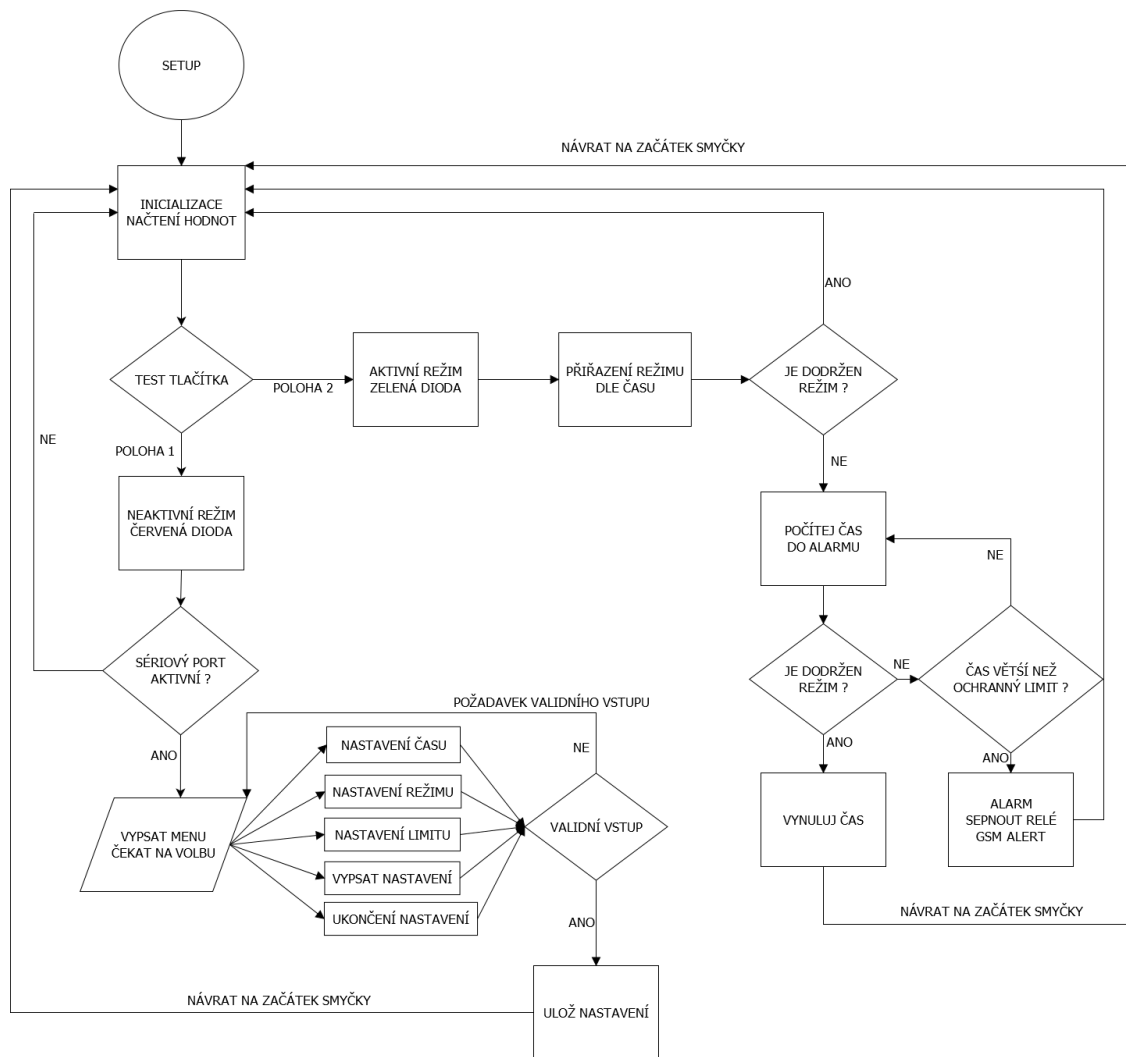 SETUP
NÁVRAT NA ZAČÁTEK SMYČKY
INICIALIZACE
NAČTENÍ HODNOT
ANO
TEST TLAČÍTKA
POLOHA 2
AKTIVNÍ REŽIM
ZELENÁ DIODA
PŘIŘAZENÍ REŽIMU
DLE ČASU
JE DODRŽEN
REŽIM ?
NE
POLOHA 1
NE
NEAKTIVNÍ REŽIM
ČERVENÁ DIODA
POČÍTEJ ČAS
DO ALARMU
NE
SÉRIOVÝ PORT
AKTIVNÍ ?
JE DODRŽEN
REŽIM ?
NE
ČAS VĚTŠÍ NEŽ
OCHRANNÝ LIMIT ?
POŽADAVEK VALIDNÍHO VSTUPU
ANO
NASTAVENÍ ČASU
NE
ANO
ANO
VYPSAT MENU
ČEKAT NA VOLBU
NASTAVENÍ REŽIMU
NASTAVENÍ LIMITU
VYPSAT NASTAVENÍ
UKONČENÍ NASTAVENÍ
VALIDNÍ VSTUP
VYNULUJ ČAS
ALARM
SEPNOUT RELÉ
GSM ALERT
ANO
NÁVRAT NA ZAČÁTEK SMYČKY
NÁVRAT NA ZAČÁTEK SMYČKY
ULOŽ NASTAVENÍ